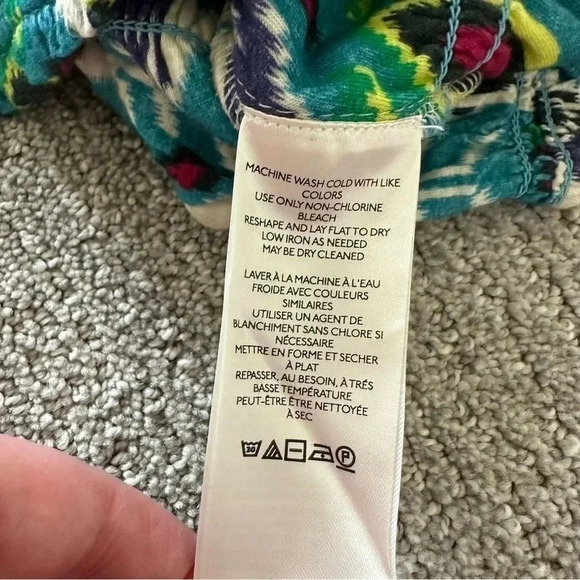 MACHINE WASH COLD WITH LIKE
COLORS
USE ONLY NON-CHLORINE
BLEACH
RESHAPE AND LAY FLAT TO DRY
LOW IRON AS NEEDED
MAY BE DRY CLEANED
LAVER À LA MACHINE À L'EAU
FROIDE AVEC COULEURS
SIMILAIRES
UTILISER UN AGENT DE
BLANCHIMENT SANS CHLORE SI
NÉCESSAIRE
METTRE EN FORME ET SECHER
À PLAT
REPASSER, AU BESOIN, À TRÉS
BASSE TEMPÉRATURE
PEUT-ÊTRE ÊTRE NETTOYÉE
À SEC
30 P